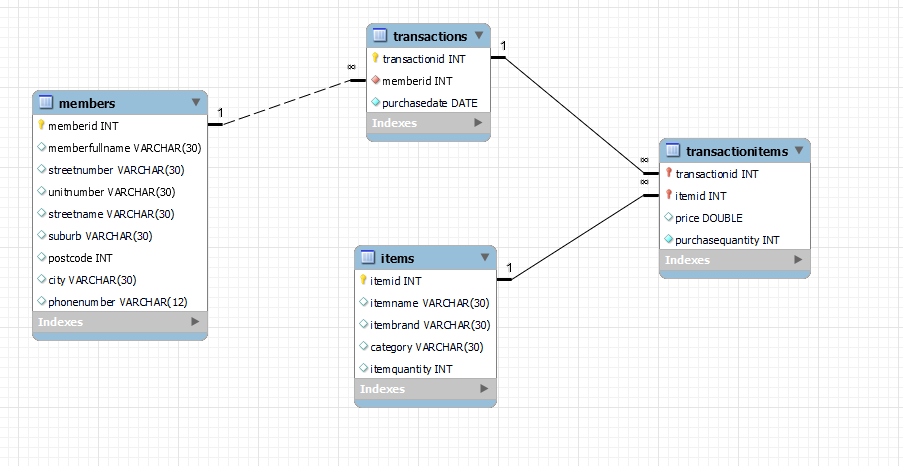 transactions
transactionid INT
memberid INT
purchasedate DATE
Indexes
1
∞
members
memberid INT
memberfullname VARCHAR(30)
streetnumber VARCHAR(30)
unitnumber VARCHAR(30)
streetname VARCHAR(30)
suburb VARCHAR(30)
postcode INT
city VARCHAR(30)
phonenumber VARCHAR(12)
Indexes
1
transactionitems
transactionid INT
itemid INT
price DOUBLE
purchasequantity INT
Indexes
∞
∞
items
itemid INT
itemname VARCHAR(30)
itembrand VARCHAR(30)
category VARCHAR(30)
itemquantity INT
Indexes
1